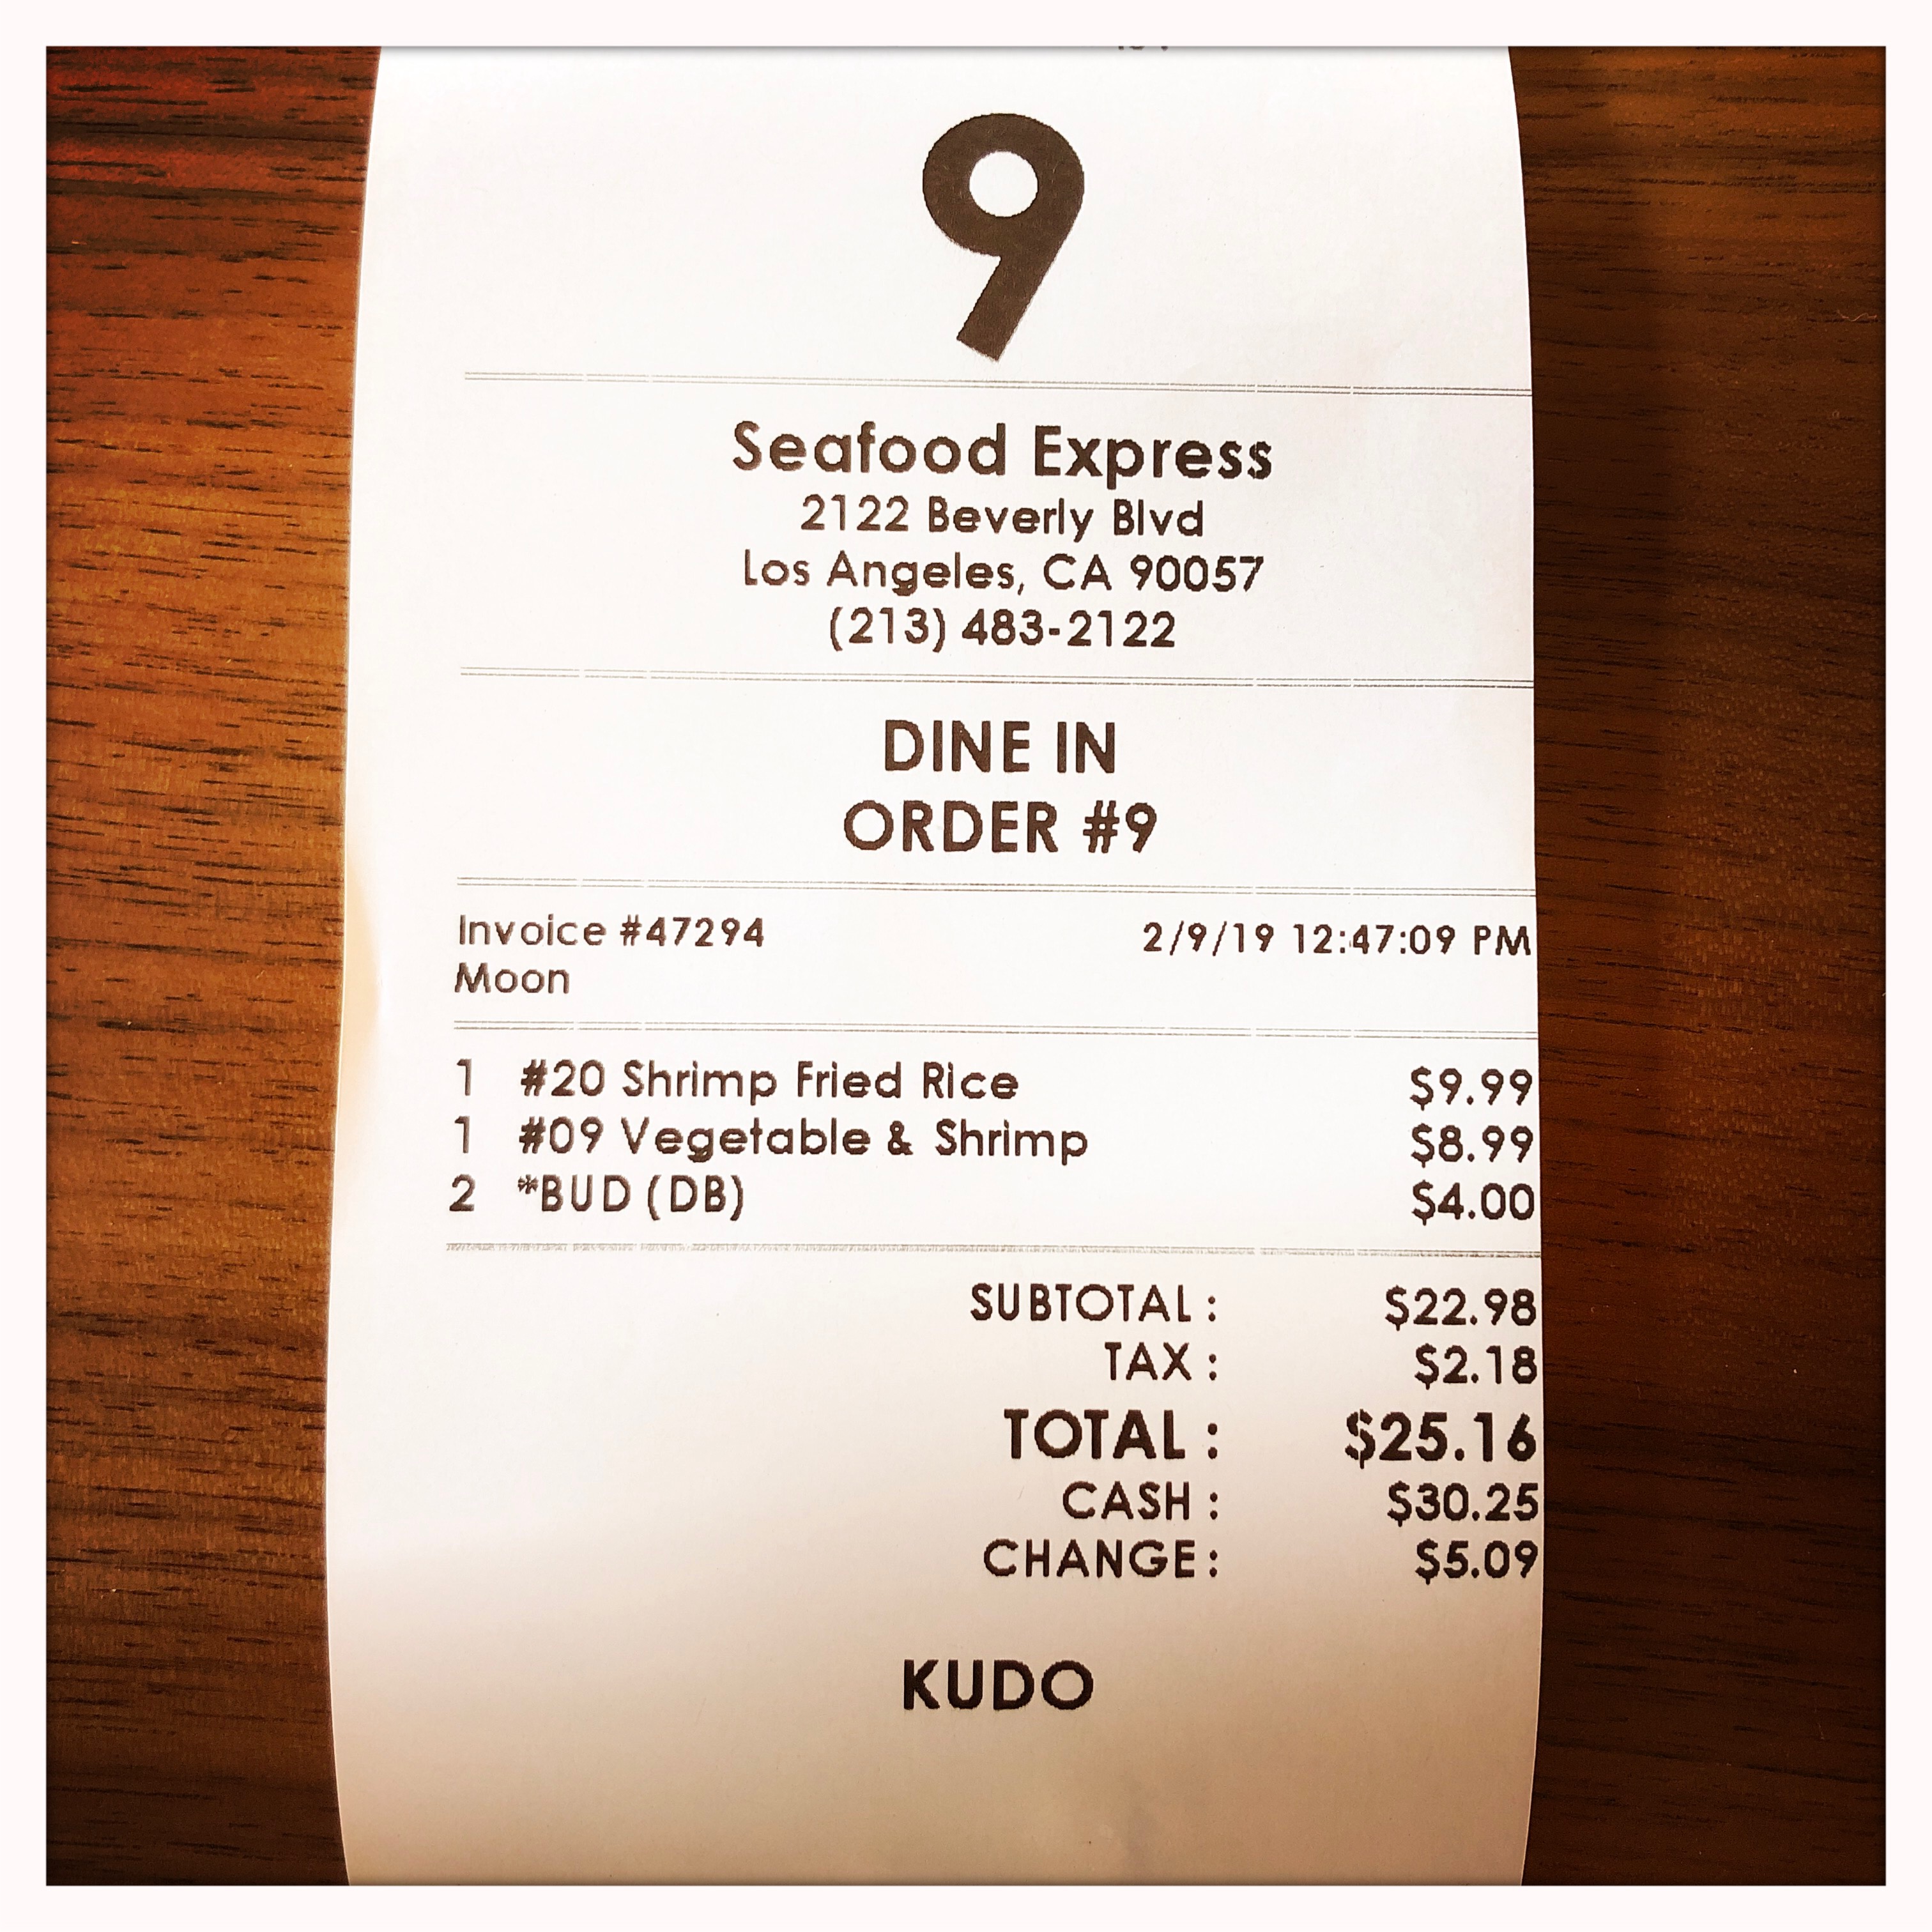 9
Seafood Express
2122 Beverly Blvd
Los Angeles, CA 90057
(213) 483-2122
DINE IN
ORDER #9
Invoice #47294 2/9/19 12:47:09 PM
Moon
1 #20 Shrimp Fried Rice $9.99
1 #09 Vegetable & Shrimp $8.99
2 *BUD (DB) $4.00
SUBTOTAL : $22.98
TAX : $2.18
TOTAL : $25.16
CASH : $30.25
CHANGE : $5.09
KUDO